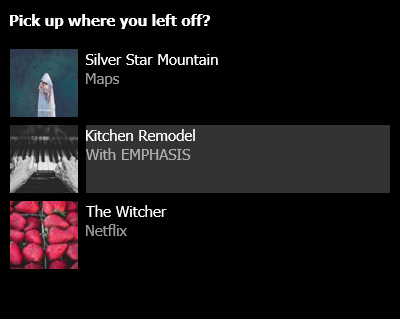 Pick up where you left off?
Silver Star Mountain
Maps
Kitchen Remodel
With EMPHASIS
The Witcher
Netflix